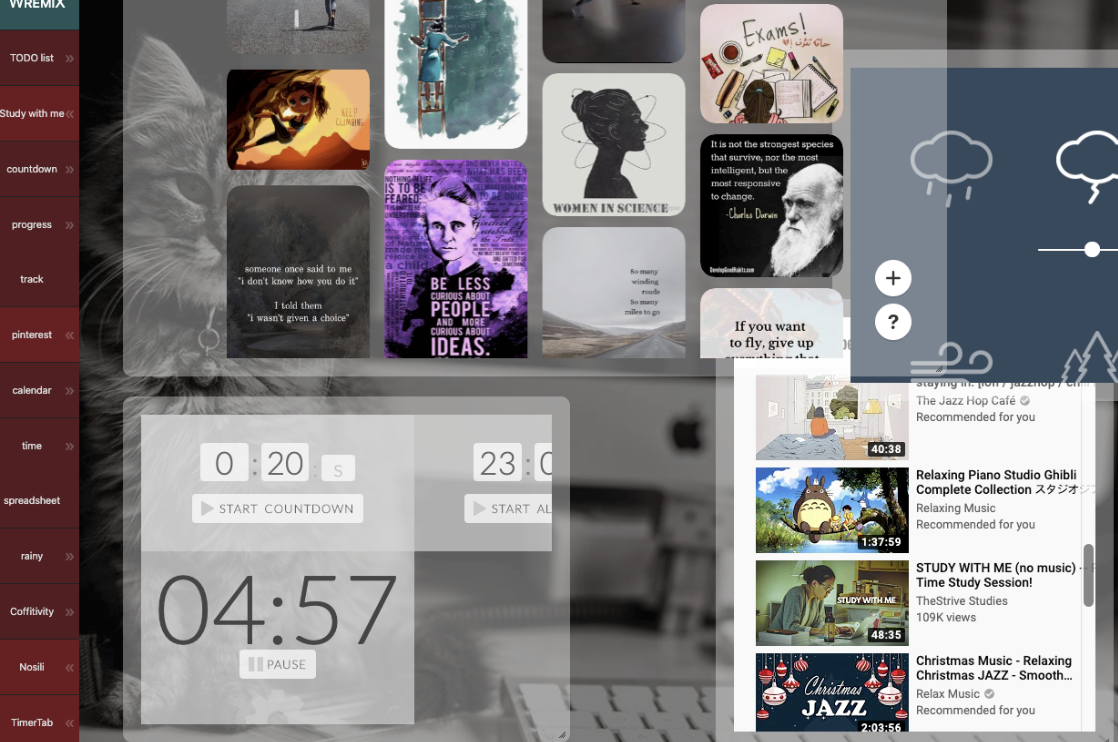 WREMIX
TODO list
Study with me
countdown
progress
track
pinterest
calendar
time
spreadsheet
rainy
Coffitivity
Nosili
TimerTab
KEEP
CLIMBING
someone once said to me
"i don't know how you do it"
I told them
"i wasn't given a choice"
NOTHING
IS TO BE
FEARED
BE LESS
CURIOUS ABOUT
PEOPLE
AND MORE
CURIOUS ABOUT
IDEAS.
WOMEN IN SCIENCE
So many
winding
roads
So many
miles to go
Exams!
It is not the strongest species
that survive, nor the most
intelligent, but the
most responsive
to change.
-Charles Darwin
DevelopGoodHabits.com
If you want
to fly, give up
everything that
+
?
0 : 20 : S
START COUNTDOWN
23 : 0
START AL
04:57
PAUSE
staying in.
The Jazz Hop Café
Recommended for you
40:38
Relaxing Piano Studio Ghibli
Complete Collection スタジオジ
Relaxing Music
Recommended for you
1:37:59
STUDY WITH ME (no music)
Time Study Session!
TheStrive Studies
109K views
STUDY WITH ME
48:35
Christmas Music - Relaxing
Christmas JAZZ - Smooth...
Relax Music
Recommended for you
Christmas
JAZZ
2:03:56